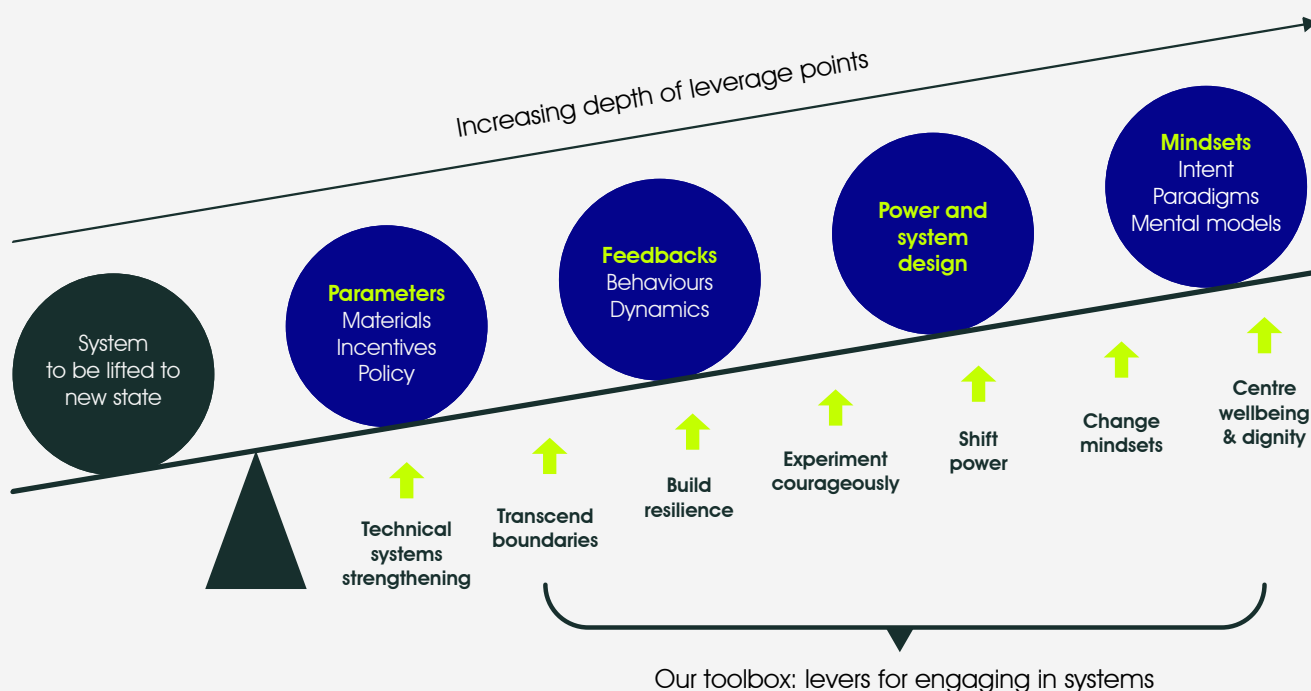 Increasing depth of leverage points
System
to be lifted to
new state
Parameters
Materials
Incentives
Policy
Feedbacks
Behaviours
Dynamics
Power and
system
design
Mindsets
Intent
Paradigms
Mental models
Technical
systems
strengthening
Transcend
boundaries
Build
resilience
Experiment
courageously
Shift
power
Change
mindsets
Centre
wellbeing
& dignity
Our toolbox: levers for engaging in systems